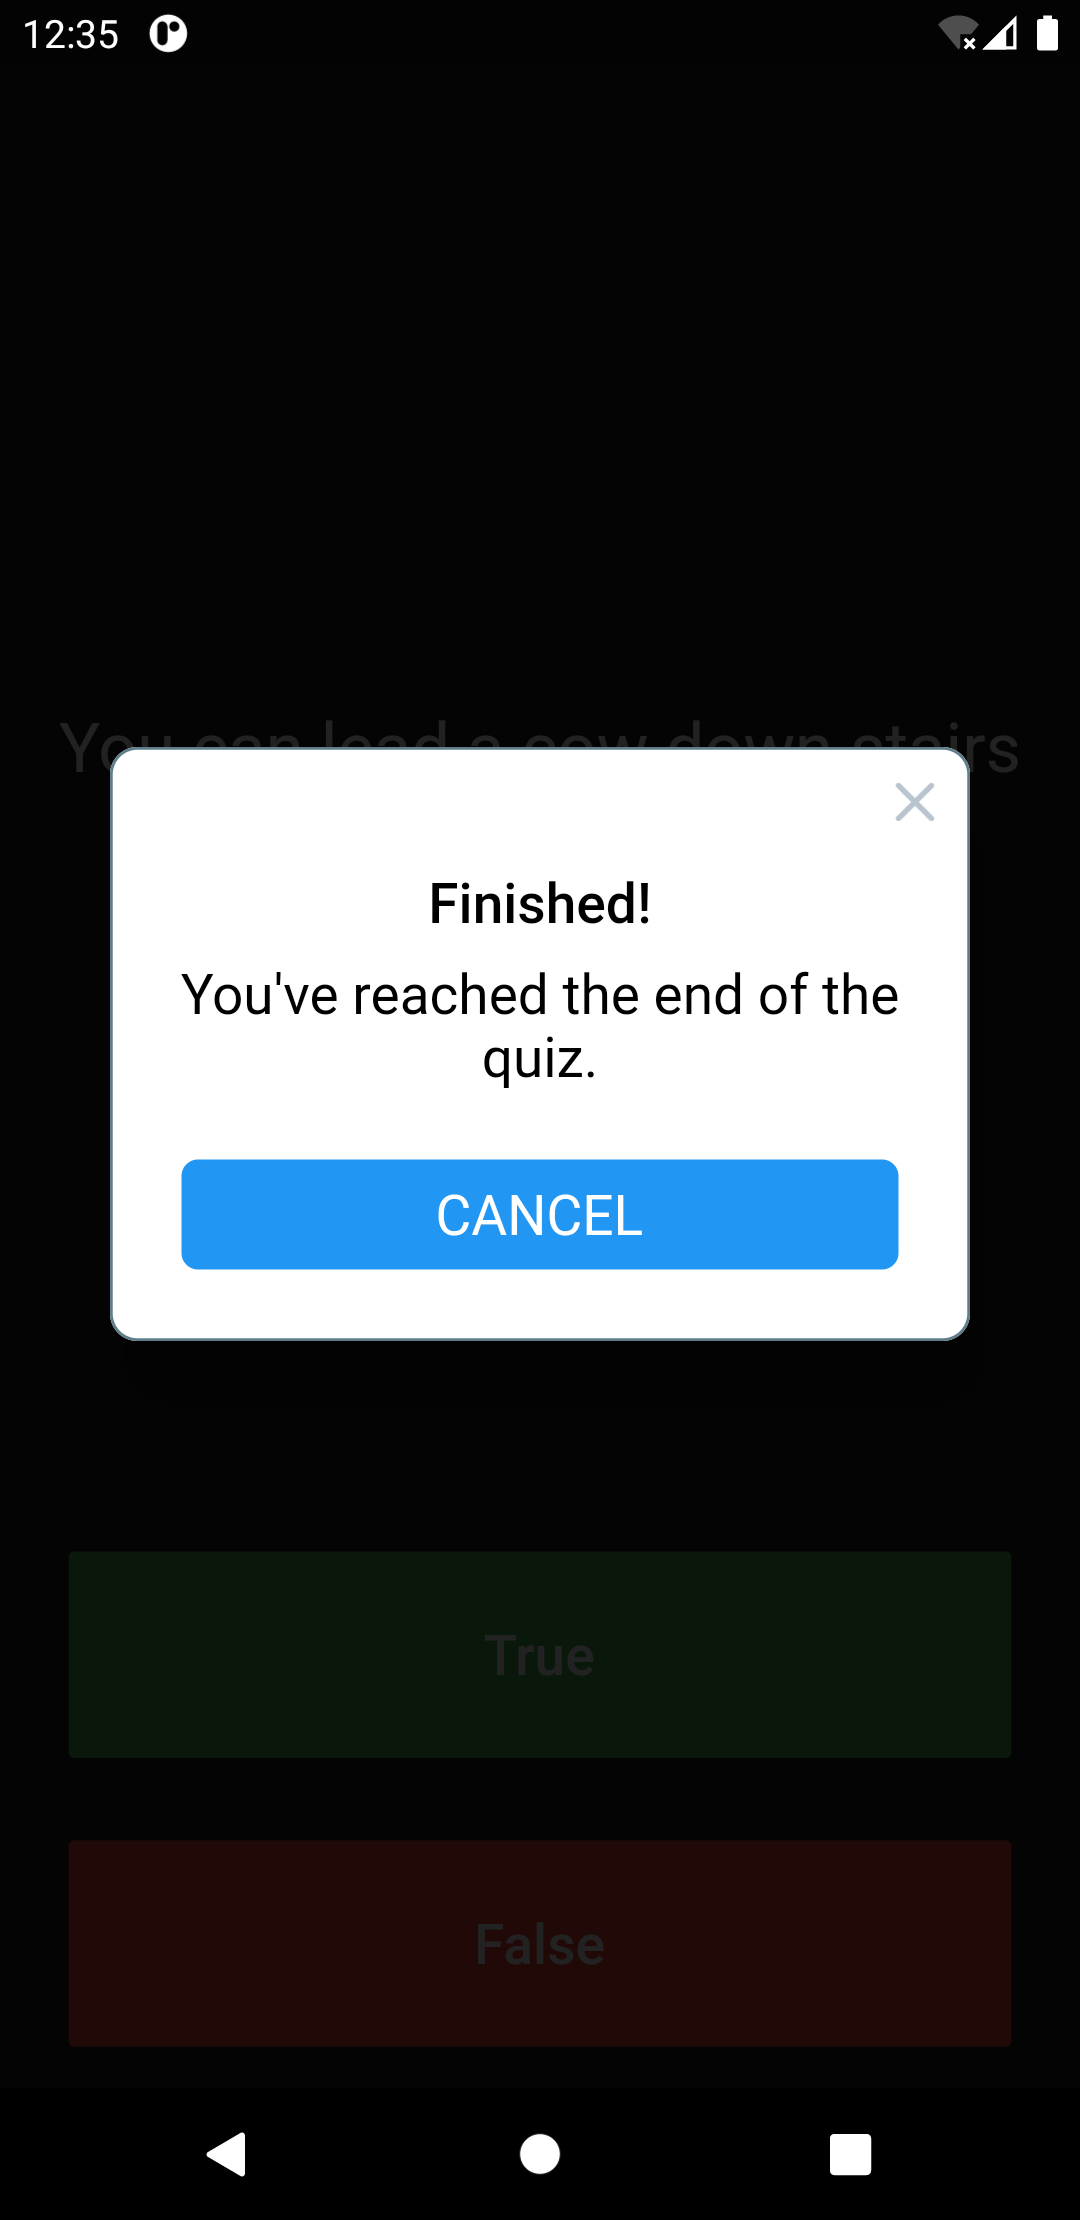 12:35
You can lead a cow down stairs
Finished!
You've reached the end of the
quiz.
CANCEL
True
False